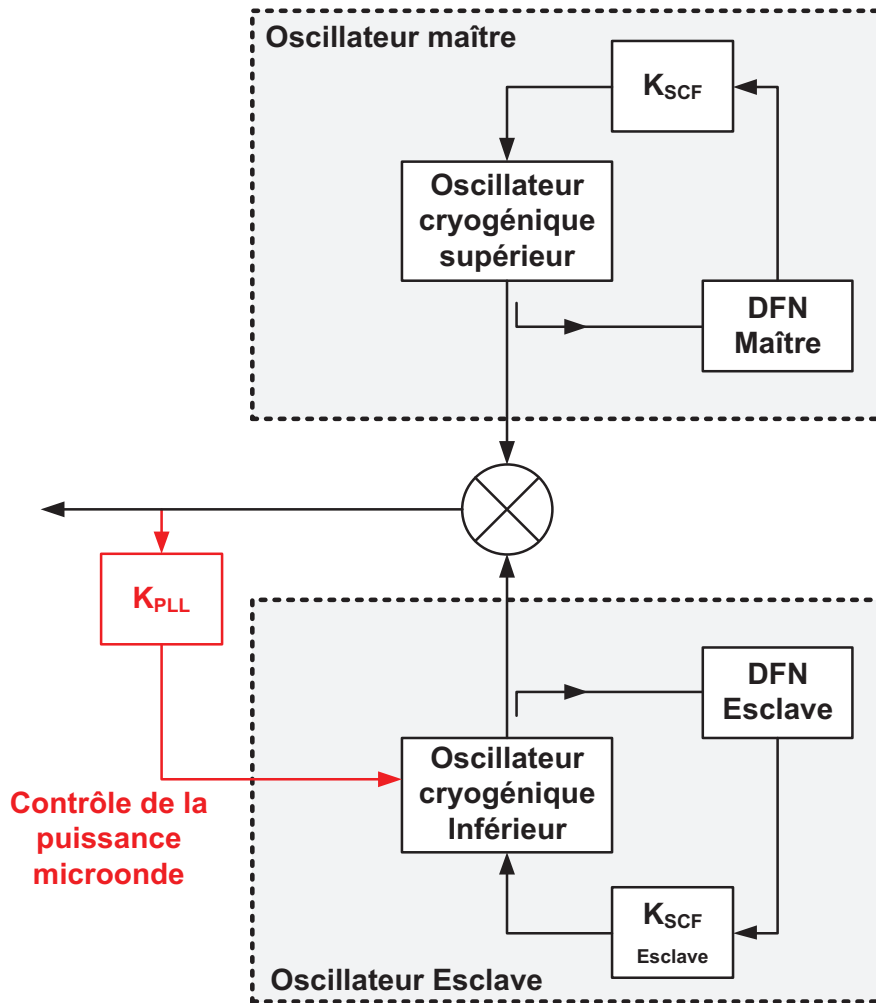 Oscillateur maître
KSCF
Oscillateur
cryogénique
supérieur
DFN
Maître
KPLL
DFN
Esclave
Oscillateur
cryogénique
Inférieur
Contrôle de la
puissance
microonde
KSCF
Esclave
Oscillateur Esclave